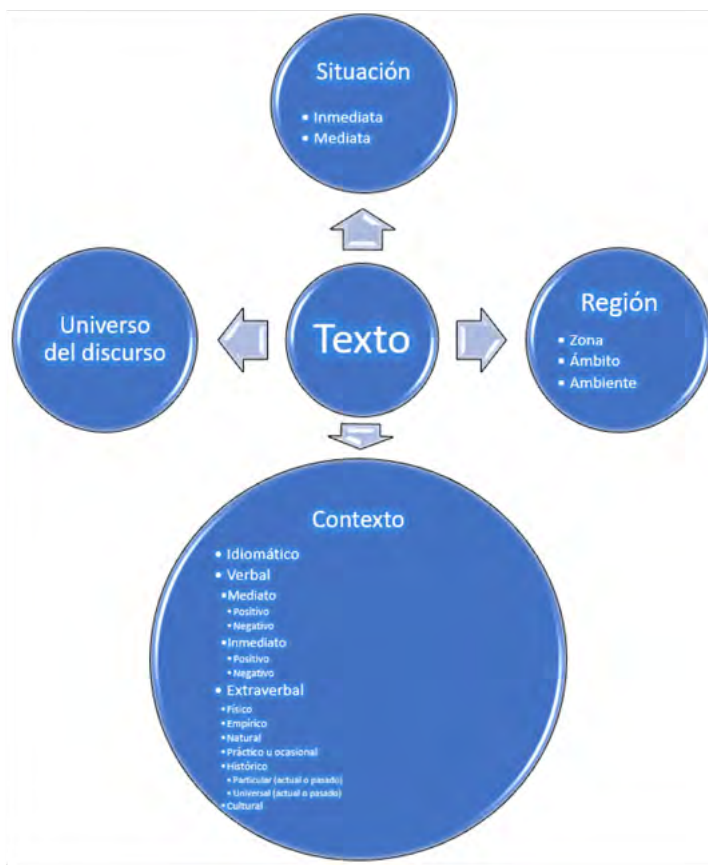 Situación
• Inmediata
• Mediata
Universo
del discurso
Texto
Región
• Zona
• Ámbito
• Ambiente
Contexto
• Idiomático
• Verbal
• Mediato
• Positivo
• Negativo
• Inmediato
• Positivo
• Negativo
• Extraverbal
• Físico
• Empírico
• Natural
• Práctico u ocasional
• Histórico
• Particular (actual o pasado)
• Universal (actual o pasado)
• Cultural